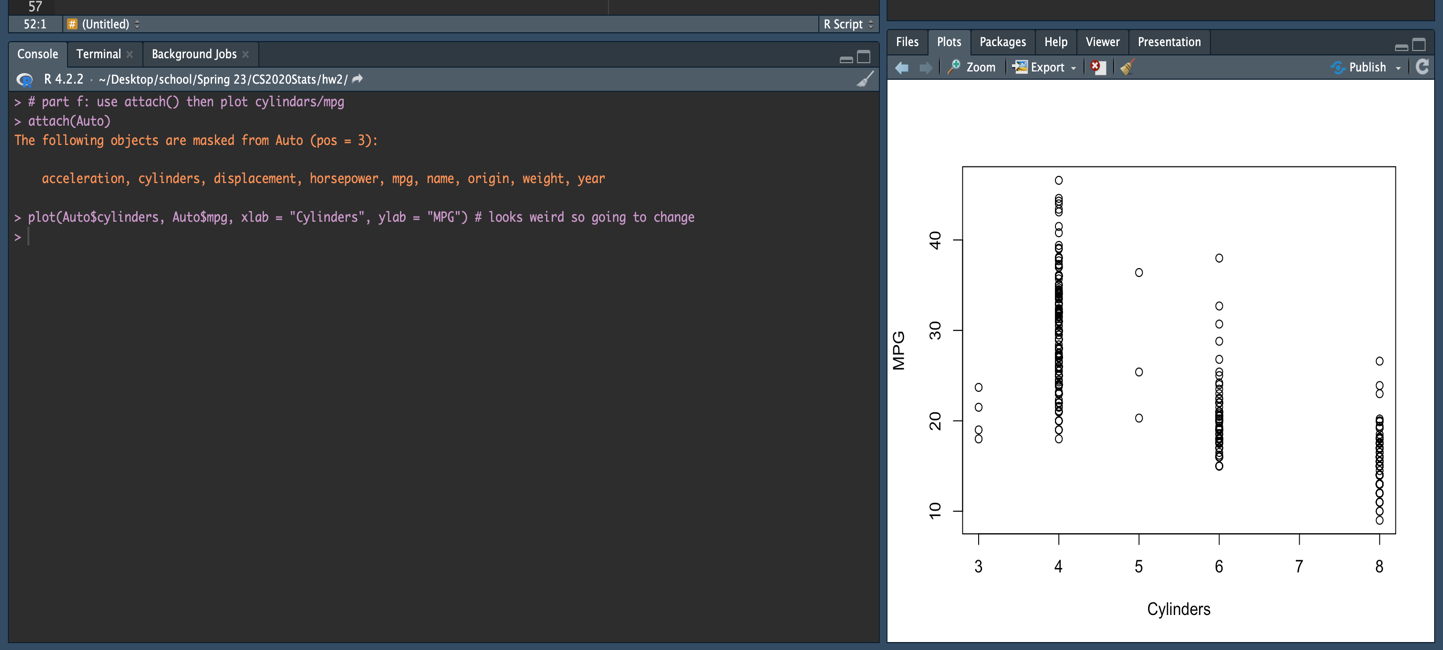 57
52:1 # (Untitled) R Script
Console Terminal × Background Jobs ×
R 4.2.2 · ~/Desktop/school/Spring 23/CS2020Stats/hw2/
> # part f: use attach() then plot cylindars/mpg
> attach(Auto)
The following objects are masked from Auto (pos = 3):
acceleration, cylinders, displacement, horsepower, mpg, name, origin, weight, year
> plot(Auto$cylinders, Auto$mpg, xlab = "Cylinders", ylab = "MPG") # looks weird so going to change
>
Files Plots Packages Help Viewer Presentation
Zoom Export Publish
MPG
40
30
20
10
3 4 5 6 7 8
Cylinders